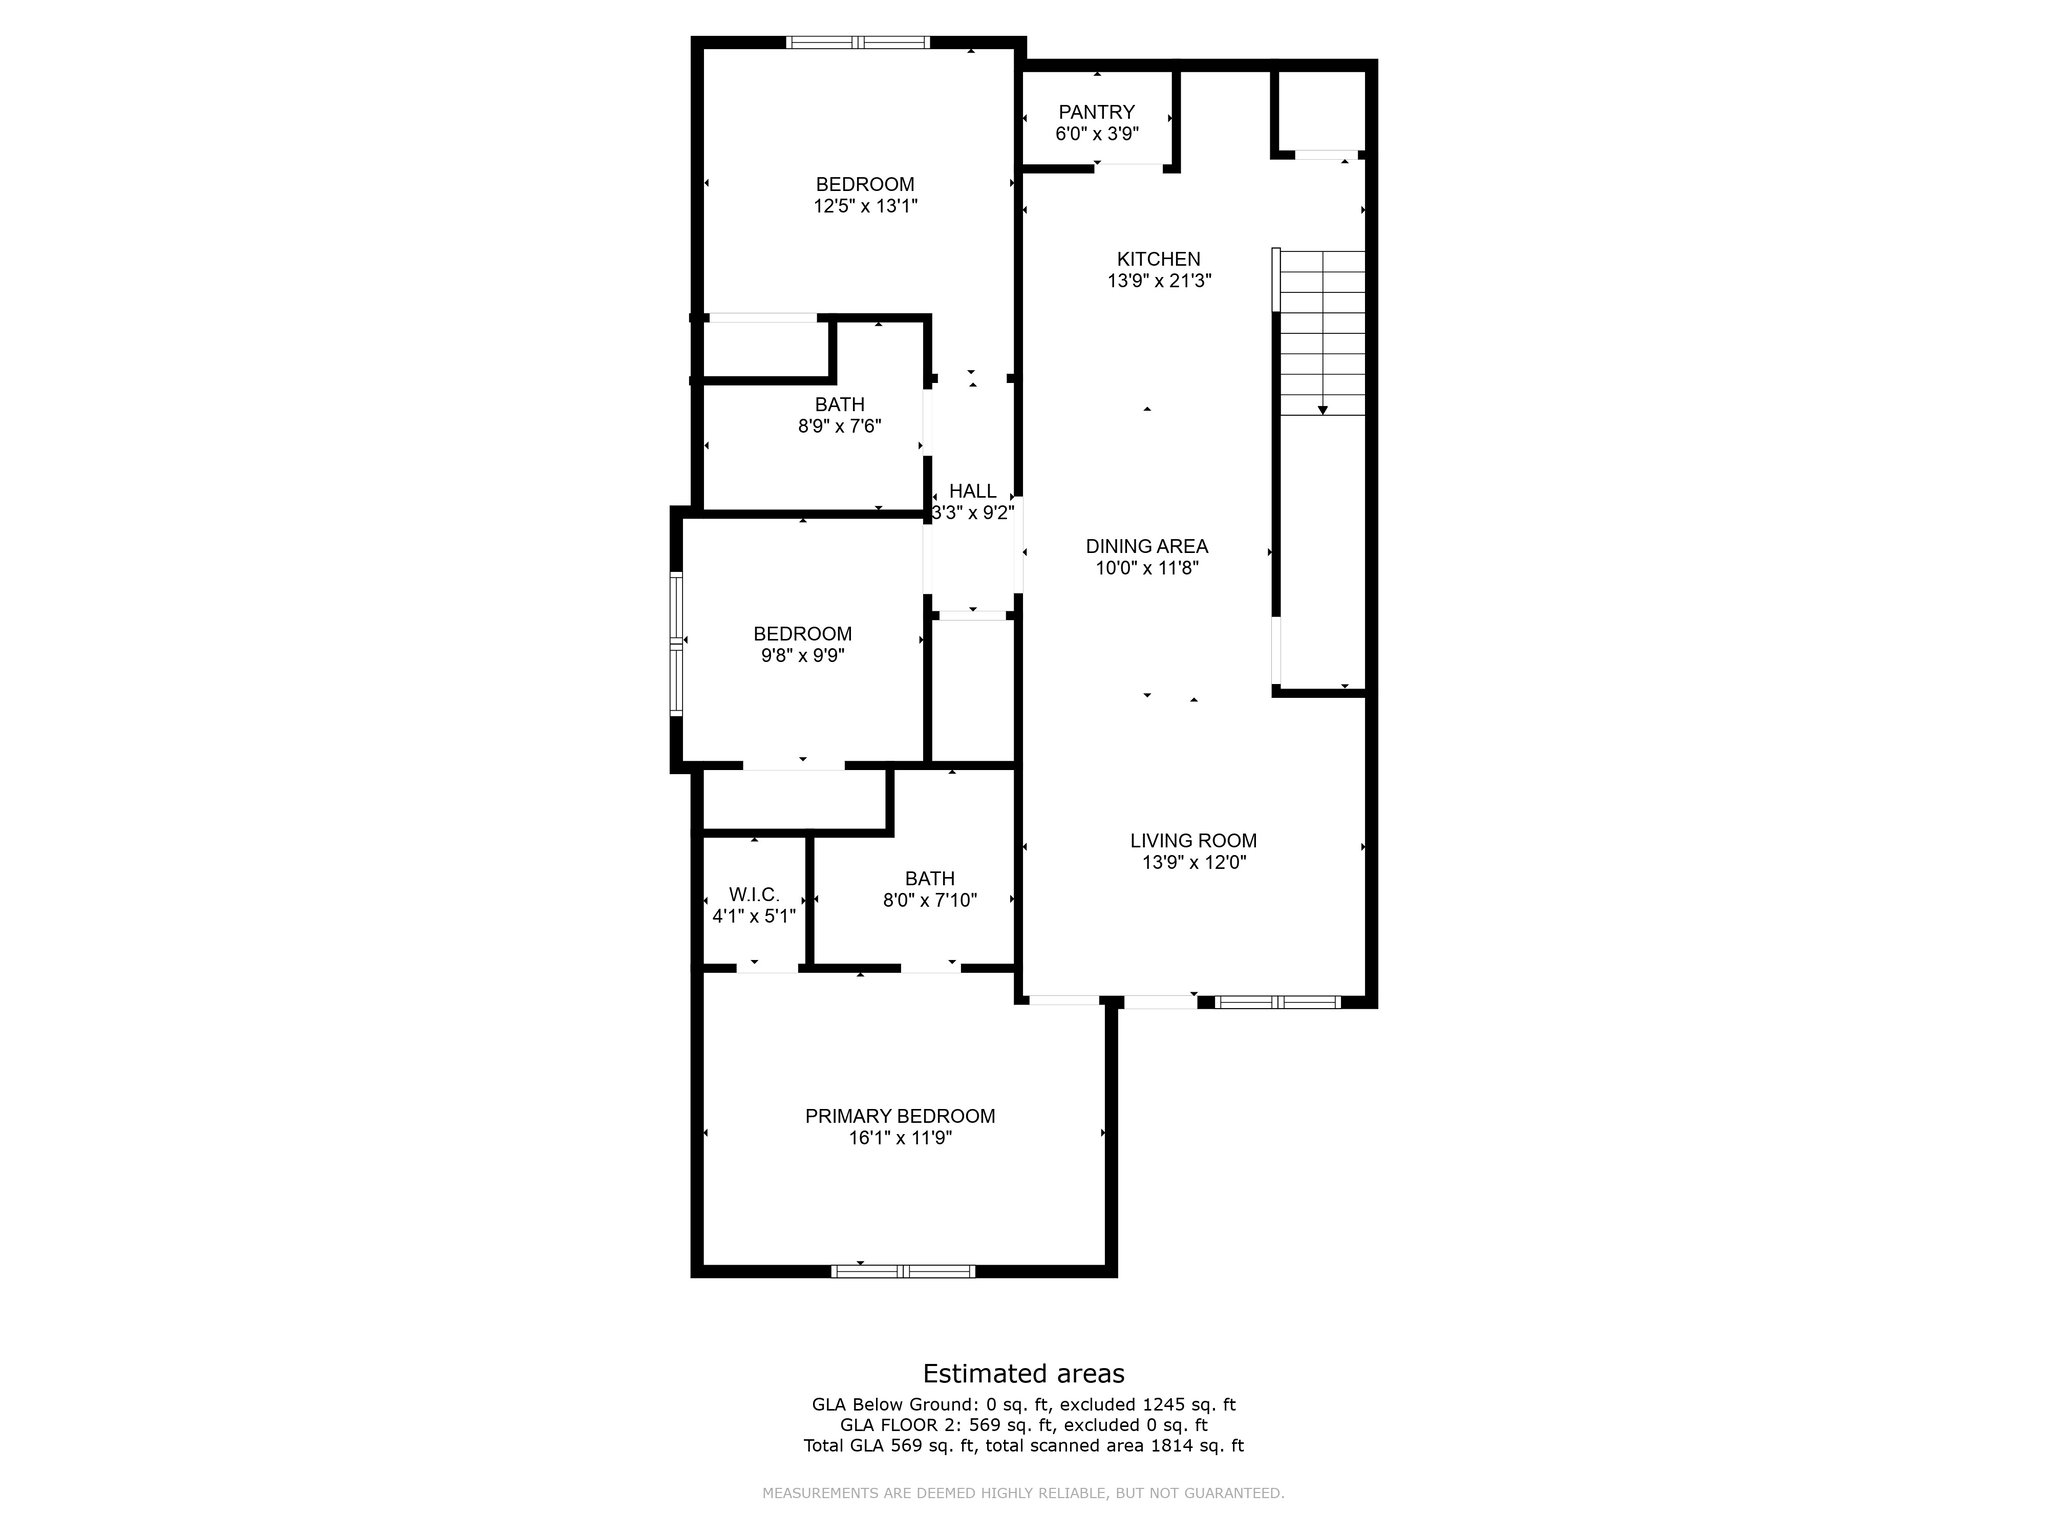 PANTRY
6'0" x 3'9"
BEDROOM
12'5" x 13'1"
KITCHEN
13'9" x 21'3"
BATH
8'9" x 7'6"
HALL
3'3" x 9'2"
DINING AREA
10'0" x 11'8"
BEDROOM
9'8" x 9'9"
LIVING ROOM
13'9" x 12'0"
BATH
8'0" x 7'10"
W.I.C.
4'1" x 5'1"
PRIMARY BEDROOM
16'1" x 11'9"
Estimated areas
GLA Below Ground: 0 sq. ft, excluded 1245 sq. ft
GLA FLOOR 2: 569 sq. ft, excluded 0 sq. ft
Total GLA 569 sq. ft, total scanned area 1814 sq. ft
MEASUREMENTS ARE DEEMED HIGHLY RELIABLE, BUT NOT GUARANTEED.